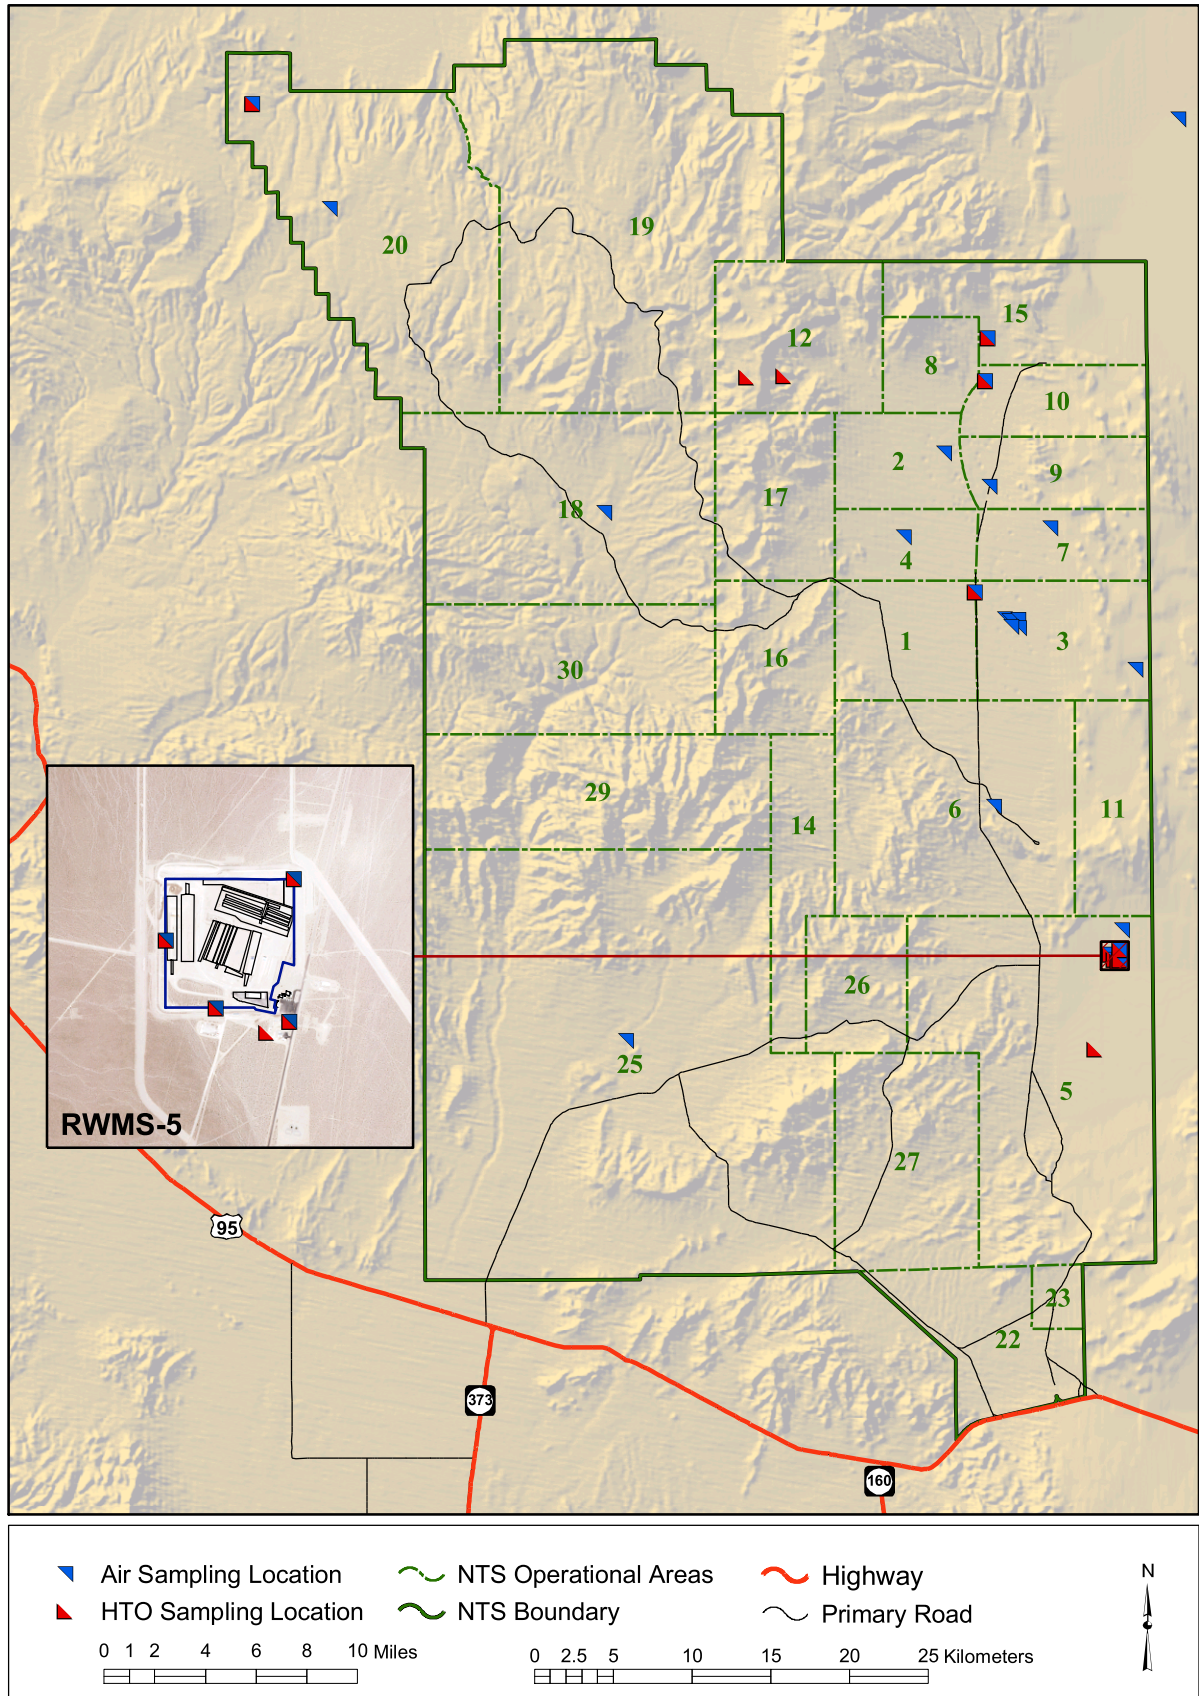 19
20
15
12
8
10
2
9
17
18
4
7
1
3
16
30
29
6
11
14
26
25
5
RWMS-5
27
95
23
22
373
160
Air Sampling Location
NTS Operational Areas
Highway
HTO Sampling Location
NTS Boundary
Primary Road
N
0 1 2 4 6 8 10 Miles
0 2.5 5 10 15 20 25 Kilometers